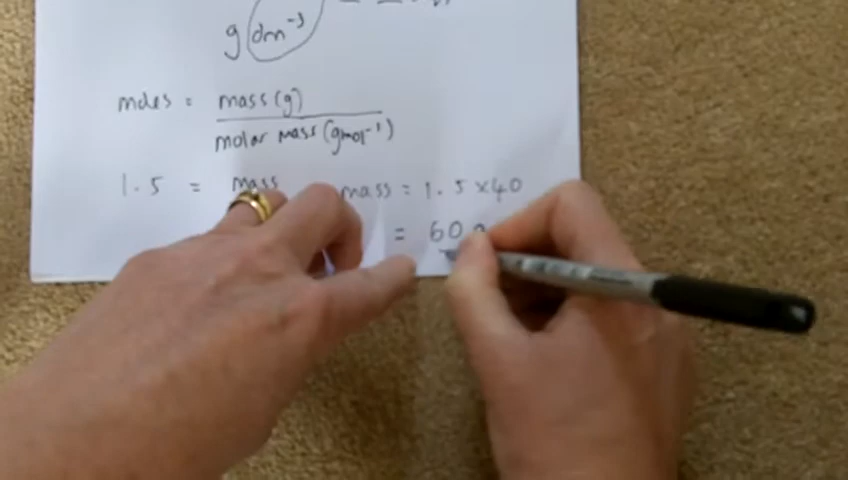 g dm⁻³
moles = mass (g)
molar mass (gmol⁻¹)
1.5 = mass mass = 1.5 × 40
= 60 g